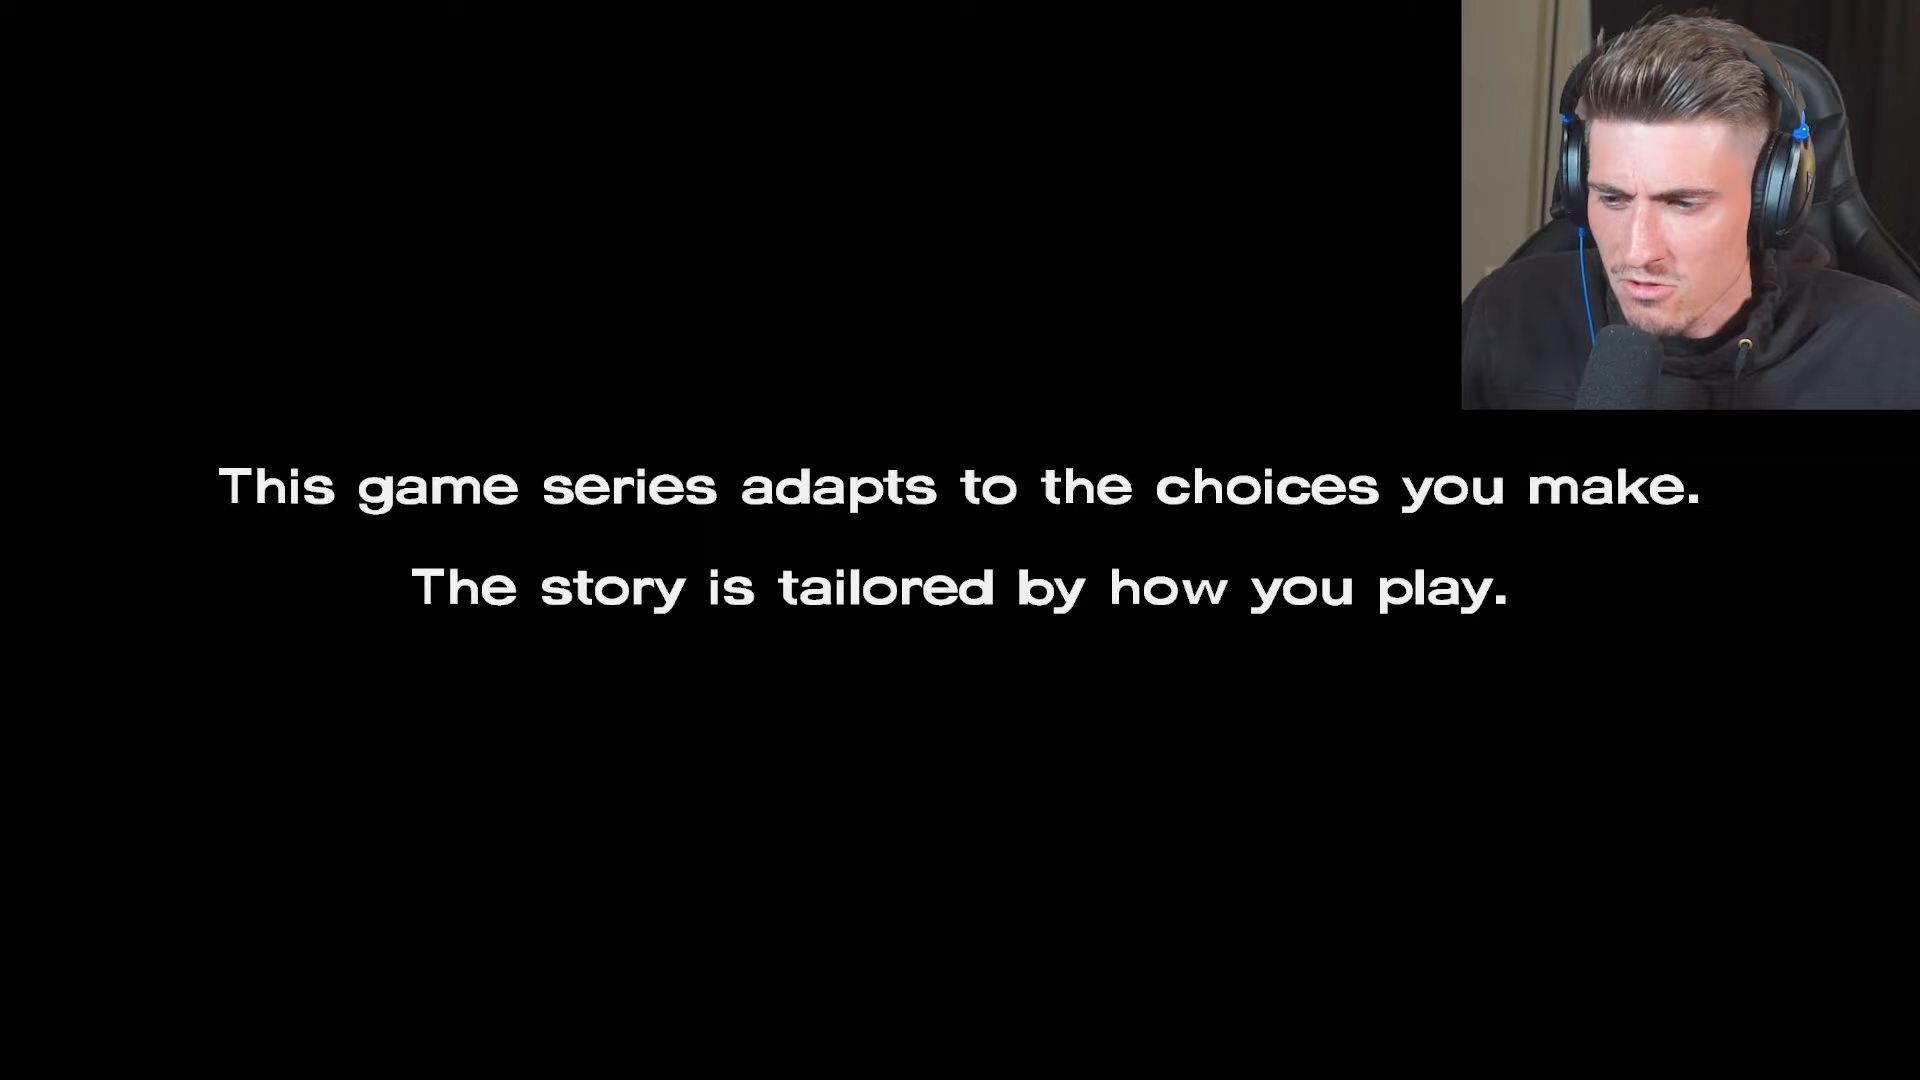 This game series adapts to the choices you make.
The story is tailored by how you play.